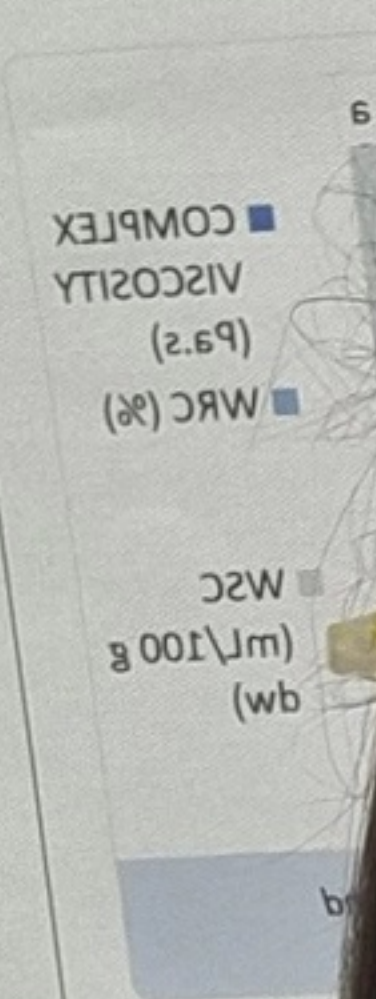 a
COMPLEX
VISCOSITY
(Pa.s)
WRC (%)
WSC
(mL/100 g
dw)